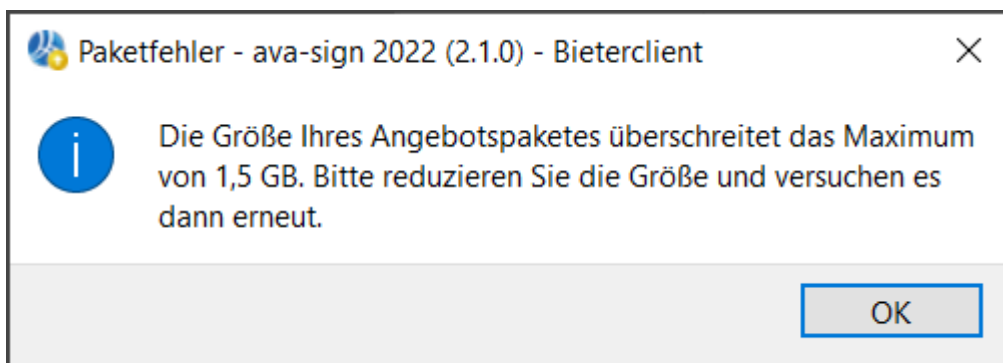 Paketfehler - ava-sign 2022 (2.1.0) - Bieterclient
Die Größe Ihres Angebotspaketes überschreitet das Maximum
von 1,5 GB. Bitte reduzieren Sie die Größe und versuchen es
dann erneut.
OK